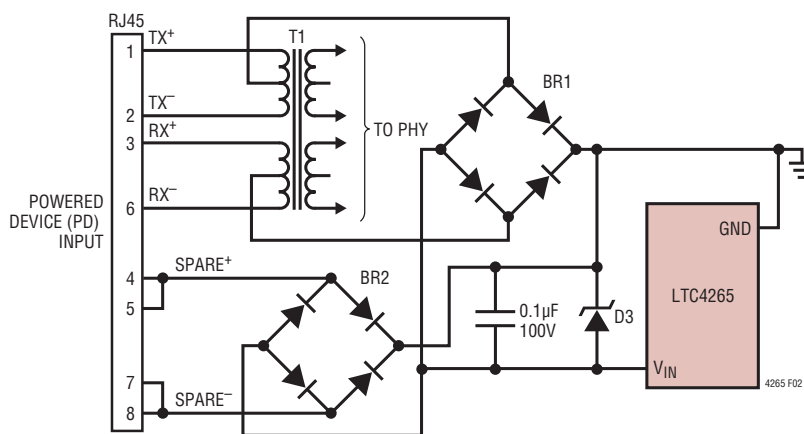 RJ45
1
TX+
T1
BR1
2
TX−
TO PHY
3
RX+
6
RX−
POWERED
DEVICE (PD)
INPUT
GND
LTC4265
4
SPARE+
BR2
5
0.1µF
100V
D3
7
8
SPARE−
VIN
4265 F02